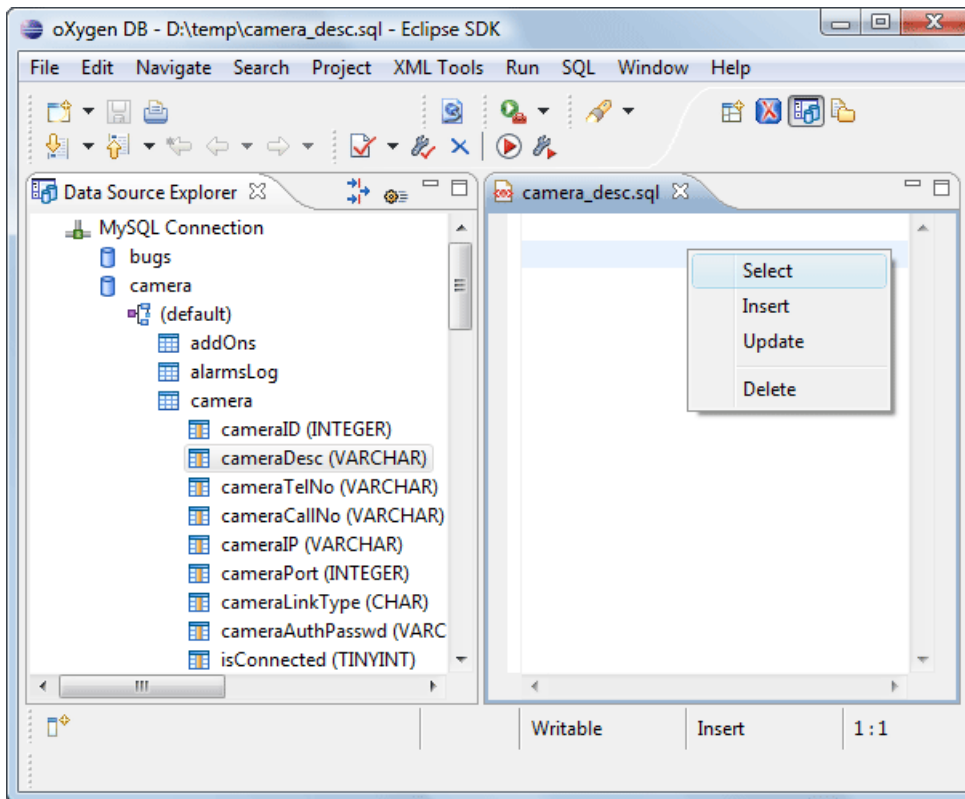 oXygen DB - D:\temp\camera_desc.sql - Eclipse SDK
File Edit Navigate Search Project XML Tools Run SQL Window Help
Data Source Explorer
MySQL Connection
bugs
camera
(default)
addOns
alarmsLog
camera
cameraID (INTEGER)
cameraDesc (VARCHAR)
cameraTelNo (VARCHAR)
cameraCallNo (VARCHAR)
cameraIP (VARCHAR)
cameraPort (INTEGER)
cameraLinkType (CHAR)
cameraAuthPasswd (VARC
isConnected (TINYINT)
camera_desc.sql
Select
Insert
Update
Delete
Writable Insert 1 : 1